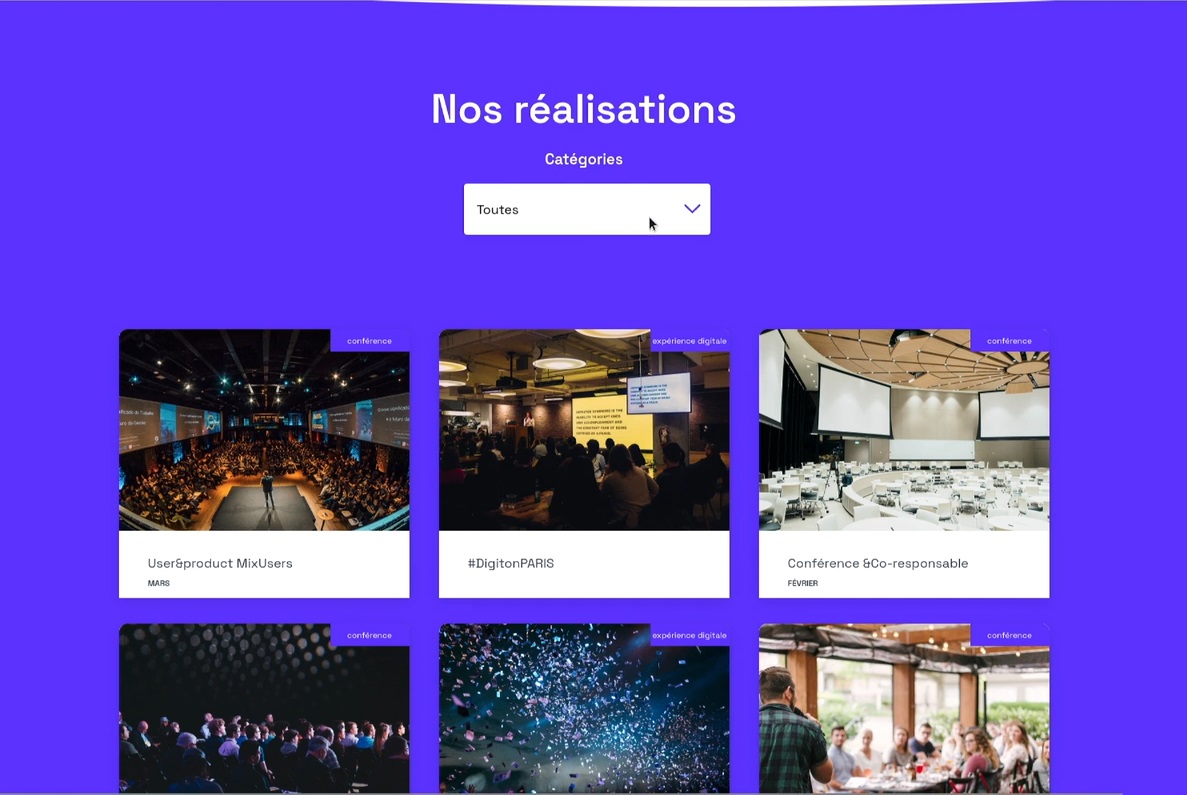 Nos réalisations
Catégories
Toutes
conférence
expérience digitale
conférence
User&product MixUsers
MARS
#DigitonPARIS
Conférence &Co-responsable
FÉVRIER
conférence
expérience digitale
conférence